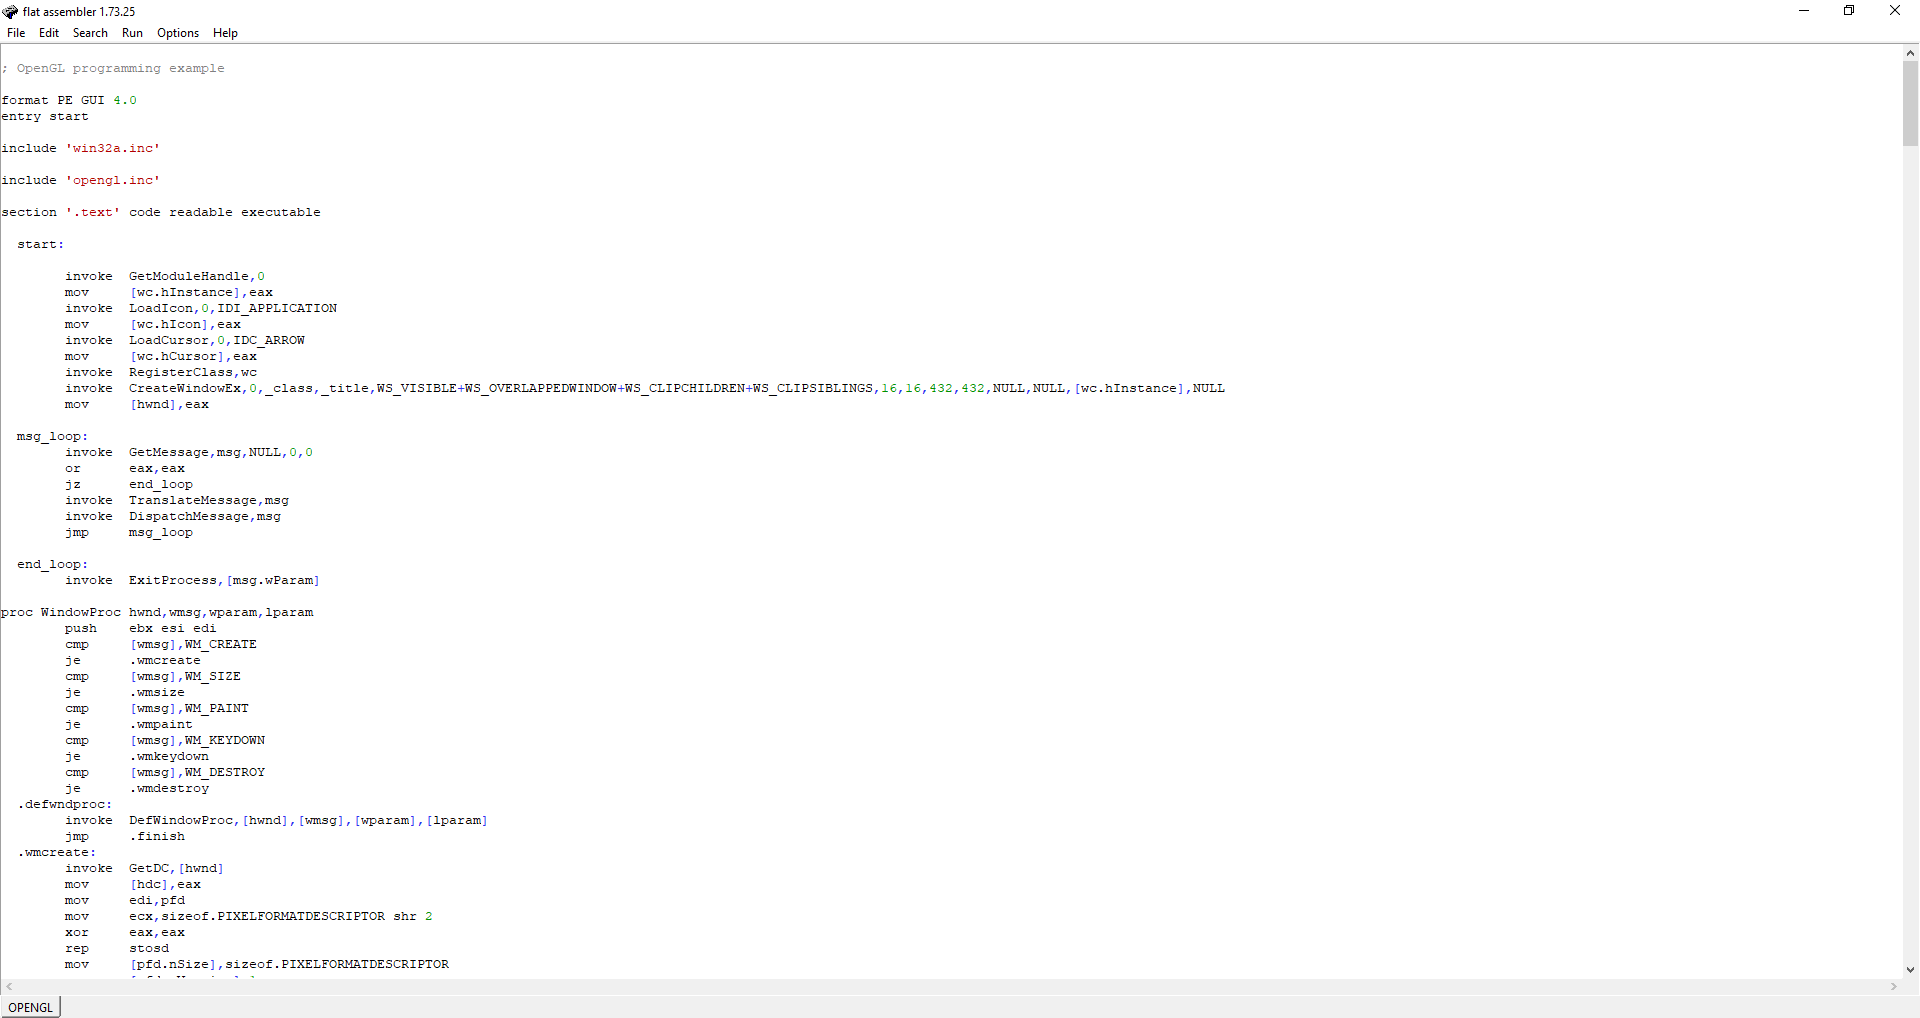 flat assembler 1.73.25
File Edit Search Run Options Help
; OpenGL programming example
format PE GUI 4.0
entry start
include 'win32a.inc'
include 'opengl.inc'
section '.text' code readable executable
start:
invoke GetModuleHandle,0
mov [wc.hInstance],eax
invoke LoadIcon,0,IDI_APPLICATION
mov [wc.hIcon],eax
invoke LoadCursor,0,IDC_ARROW
mov [wc.hCursor],eax
invoke RegisterClass,wc
invoke CreateWindowEx,0,_class,_title,WS_VISIBLE+WS_OVERLAPPEDWINDOW+WS_CLIPCHILDREN+WS_CLIPSIBLINGS,16,16,432,432,NULL,NULL,[wc.hInstance],NULL
mov [hwnd],eax
msg_loop:
invoke GetMessage,msg,NULL,0,0
or eax,eax
jz end_loop
invoke TranslateMessage,msg
invoke DispatchMessage,msg
jmp msg_loop
end_loop:
invoke ExitProcess,[msg.wParam]
proc WindowProc hwnd,wmsg,wparam,lparam
push ebx esi edi
cmp [wmsg],WM_CREATE
je .wmcreate
cmp [wmsg],WM_SIZE
je .wmsize
cmp [wmsg],WM_PAINT
je .wmpaint
cmp [wmsg],WM_KEYDOWN
je .wmkeydown
cmp [wmsg],WM_DESTROY
je .wmdestroy
.defwndproc:
invoke DefWindowProc,[hwnd],[wmsg],[wparam],[lparam]
jmp .finish
.wmcreate:
invoke GetDC,[hwnd]
mov [hdc],eax
mov edi,pfd
mov ecx,sizeof.PIXELFORMATDESCRIPTOR shr 2
xor eax,eax
rep stosd
mov [pfd.nSize],sizeof.PIXELFORMATDESCRIPTOR
OPENGL